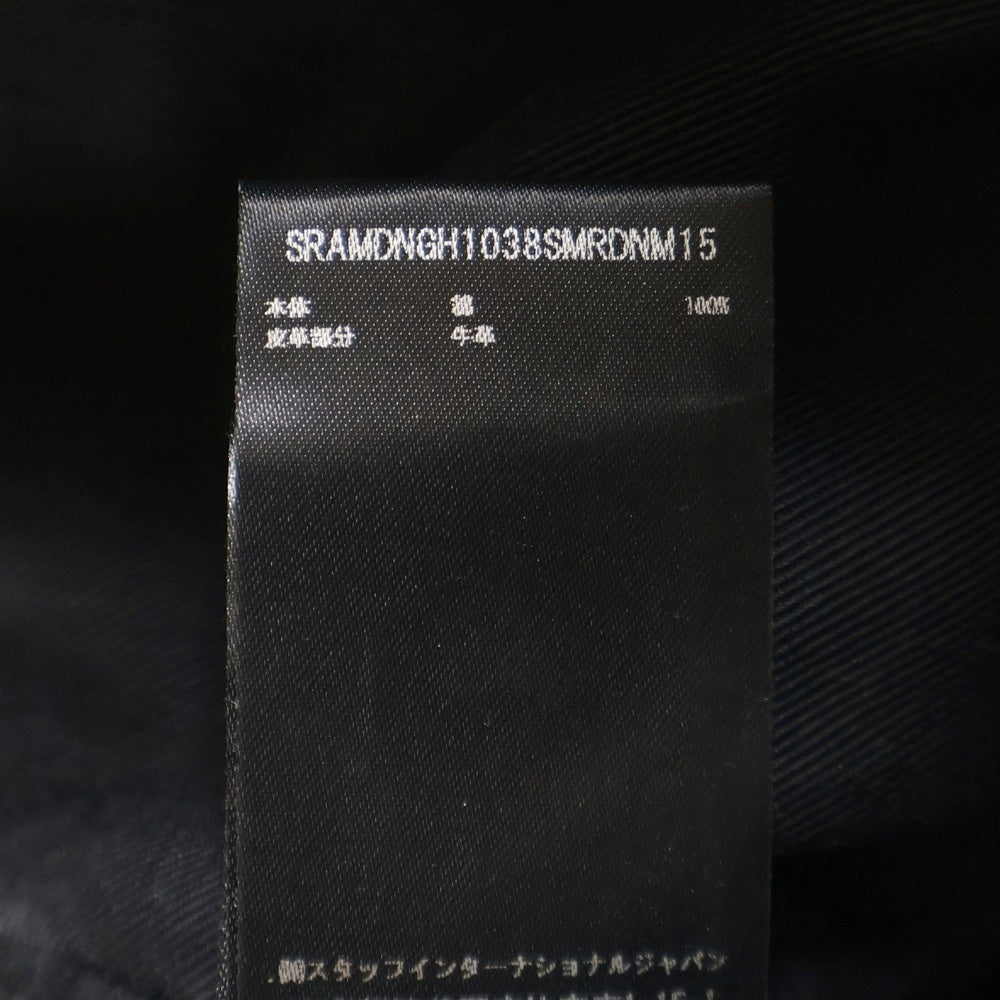 SRAMDNGH1038SMRDNM15
本体 綿 100%
皮革部分 牛革
㈱スタッフインターナショナルジャパン